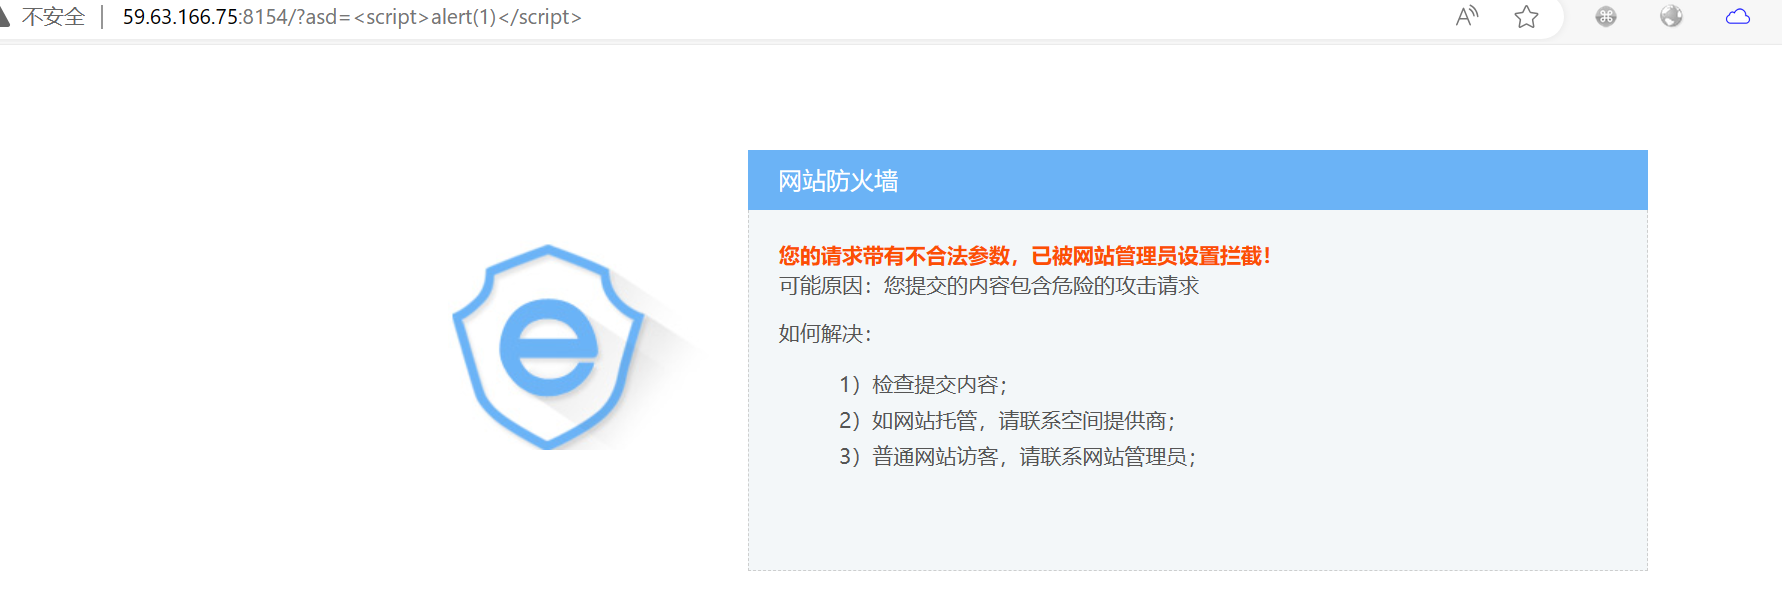 不安全 | 59.63.166.75:8154/?asd=<script>alert(1)</script>
网站防火墙
您的请求带有不合法参数，已被网站管理员设置拦截！
可能原因：您提交的内容包含危险的攻击请求
如何解决：
1）检查提交内容；
2）如网站托管，请联系空间提供商；
3）普通网站访客，请联系网站管理员；